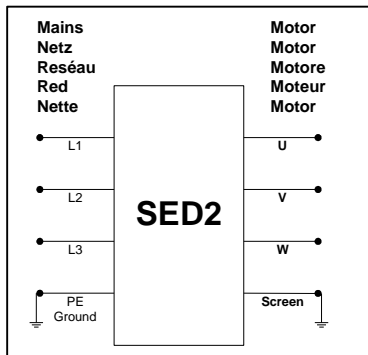 Mains
Netz
Reséau
Red
Nette
Motor
Motor
Motore
Moteur
Motor
L1
U
L2
V
SED2
L3
W
PE
Ground
Screen